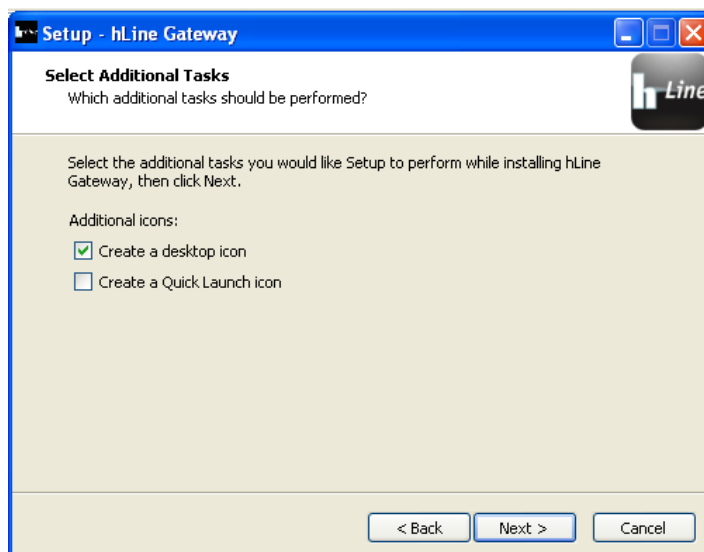 Setup - hLine Gateway
Select Additional Tasks
Which additional tasks should be performed?
h Line
Select the additional tasks you would like Setup to perform while installing hLine
Gateway, then click Next.
Additional icons:
Create a desktop icon
Create a Quick Launch icon
< Back
Next >
Cancel